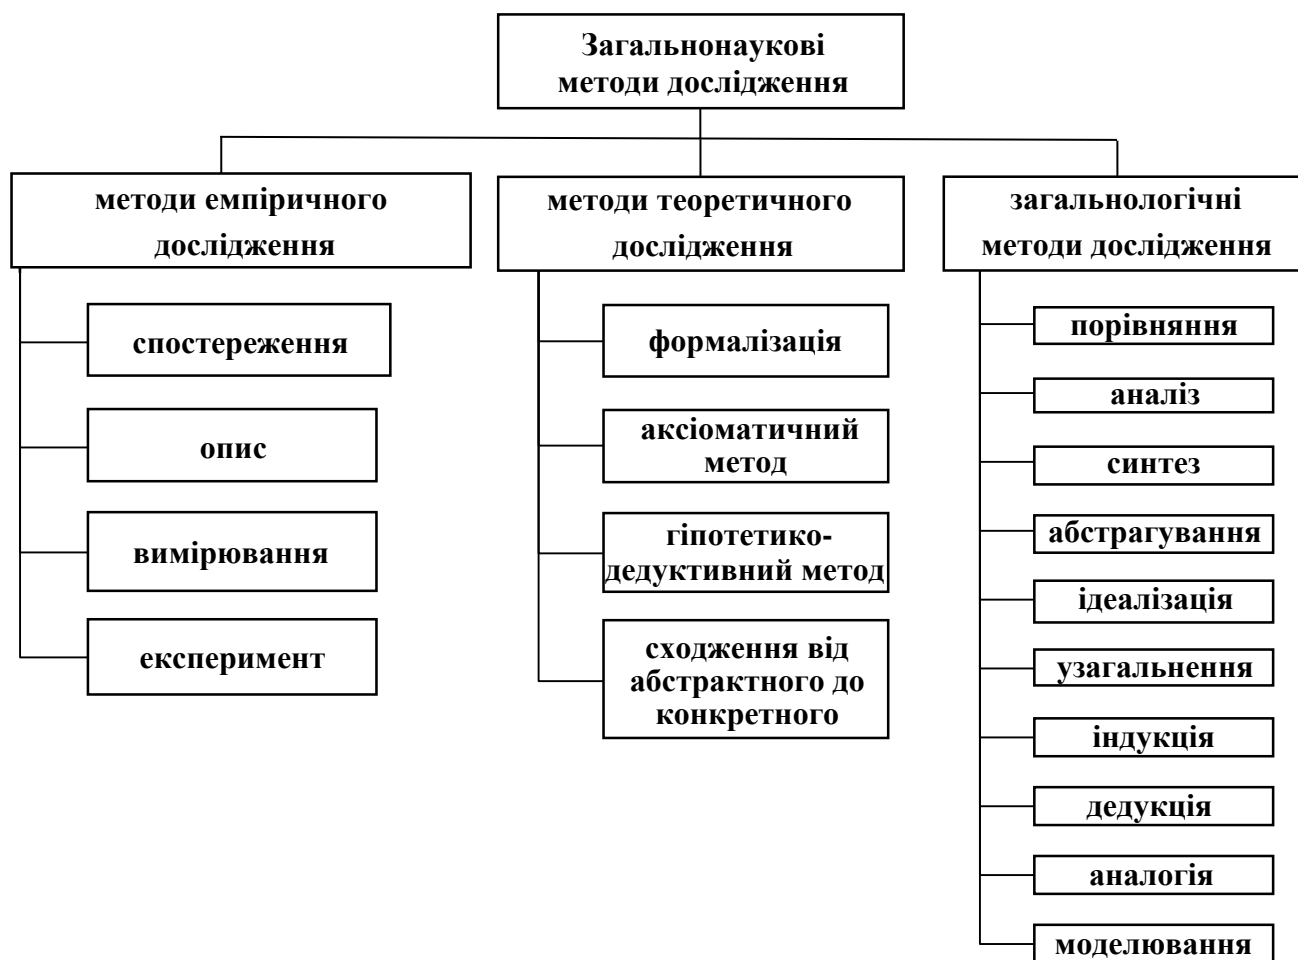 Загальнонаукові
методи дослідження
методи емпіричного
дослідження
спостереження
опис
вимірювання
експеримент
методи теоретичного
дослідження
формалізація
аксіоматичний
метод
гіпотетико-
дедуктивний метод
сходження від
абстрактного до
конкретного
загальнологічні
методи дослідження
порівняння
аналіз
синтез
абстрагування
ідеалізація
узагальнення
індукція
дедукція
аналогія
моделювання